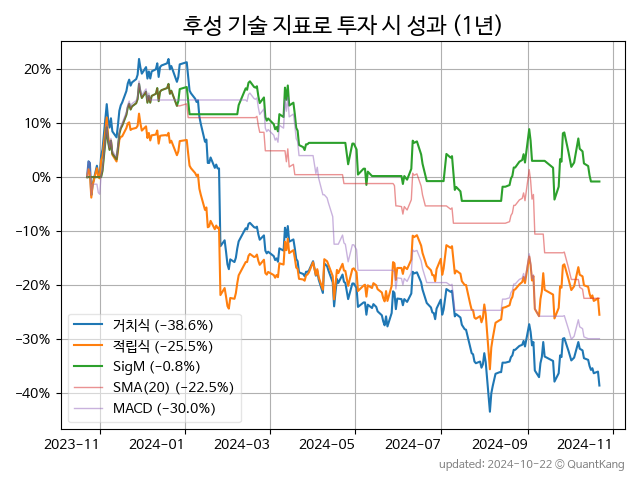 후성 기술 지표로 투자 시 성과 (1년)
20%
10%
0%
−10%
−20%
−30%
−40%
거치식 (−38.6%)
적립식 (−25.5%)
SigM (−0.8%)
SMA(20) (−22.5%)
MACD (−30.0%)
2023-11 2024-01 2024-03 2024-05 2024-07 2024-09 2024-11
updated: 2024-10-22 © QuantKang